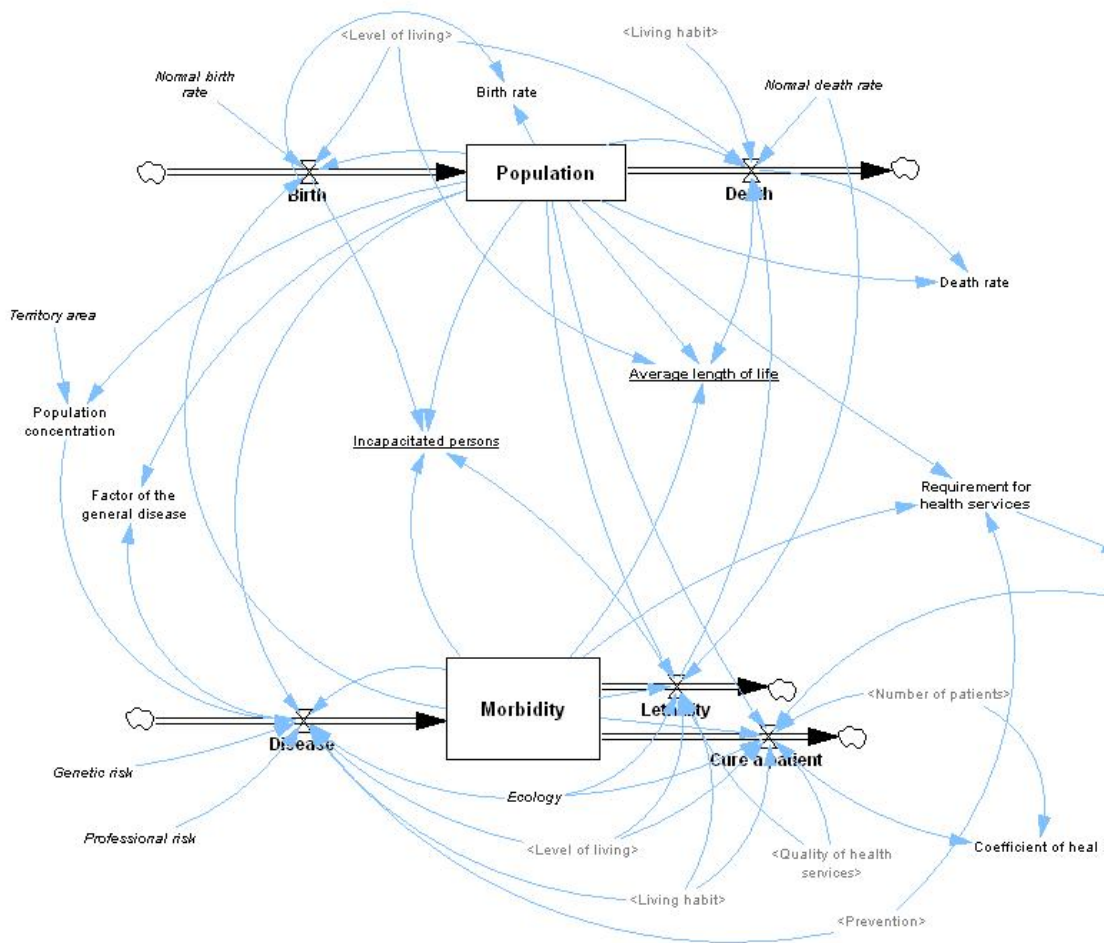 <Level of living>
<Living habit>
Normal birth
rate
Birth rate
Normal death rate
Population
Birth
Death
Death rate
Territory area
Average length of life
Population
concentration
Incapacitated persons
Factor of the
general disease
Requirement for
health services
Morbidity
Lethality
<Number of patients>
Disease
Cure a patient
Genetic risk
Ecology
Professional risk
<Level of living>
<Quality of health
services>
Coefficient of heal
<Living habit>
<Prevention>